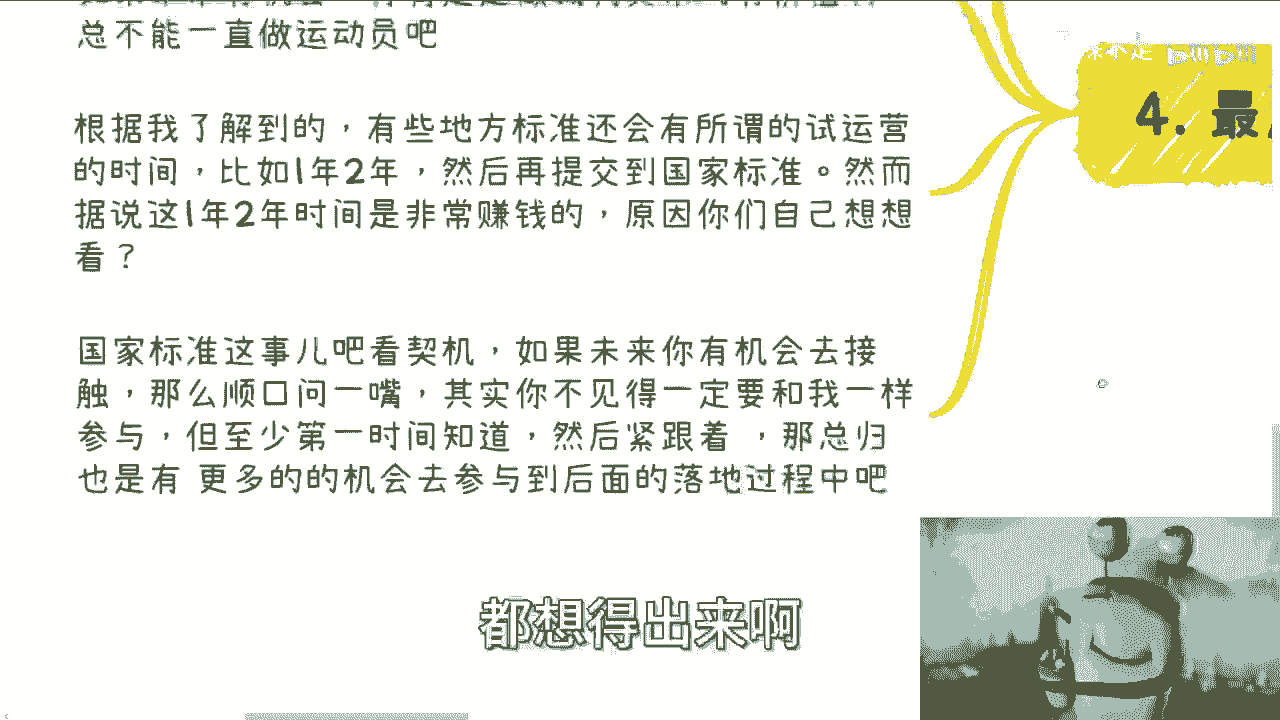 总不能一直做运动员吧
根据我了解到的，有些地方标准还会有所谓的试运营
的时间，比如1年2年，然后再提交到国家标准。然而
据说这1年2年时间是非常赚钱的，原因你们自己想想
看？
国家标准这事儿吧看契机，如果未来你有机会去接
触，那么顺口问一嘴，其实你不见得一定要和我一样
参与，但至少第一时间知道，然后紧跟着 ，那总归
也是有 更多的的机会去参与到后面的落地过程中吧
4. 最
都想得出来啊